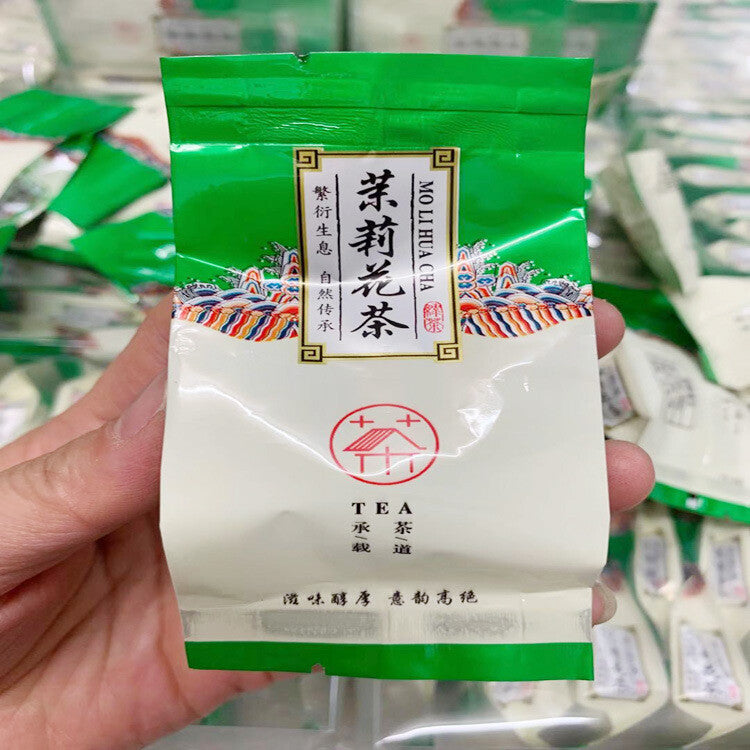 茉莉花茶
MO LI HUA CHA
繁衍生息 自然传承
TEA
承载/茶道
滋味醇厚 意韵高绝